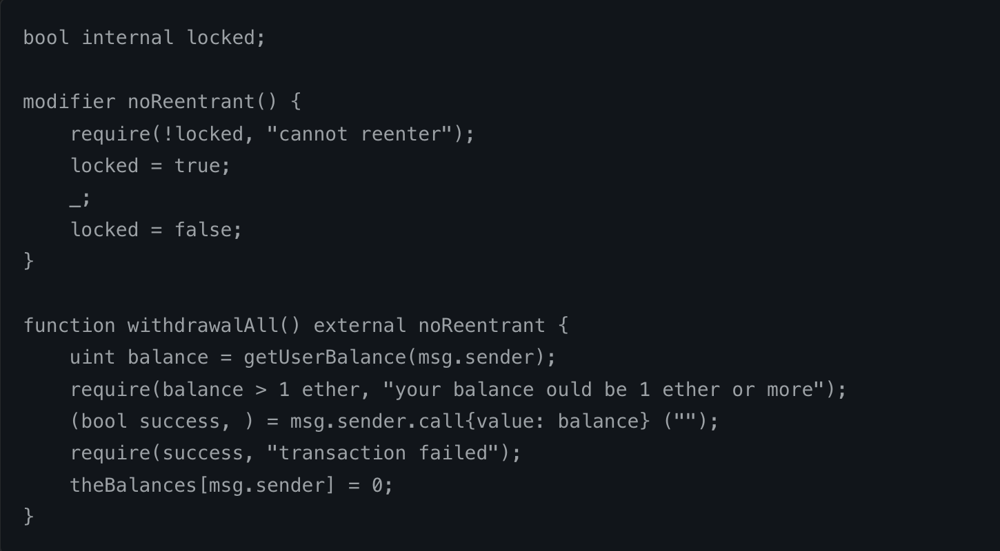 bool internal locked;
modifier noReentrant() {
require(!locked, "cannot reenter");
locked = true;
_;
locked = false;
}
function withdrawalAll() external noReentrant {
uint balance = getUserBalance(msg.sender);
require(balance > 1 ether, "your balance ould be 1 ether or more");
(bool success, ) = msg.sender.call{value: balance} ("");
require(success, "transaction failed");
theBalances[msg.sender] = 0;
}